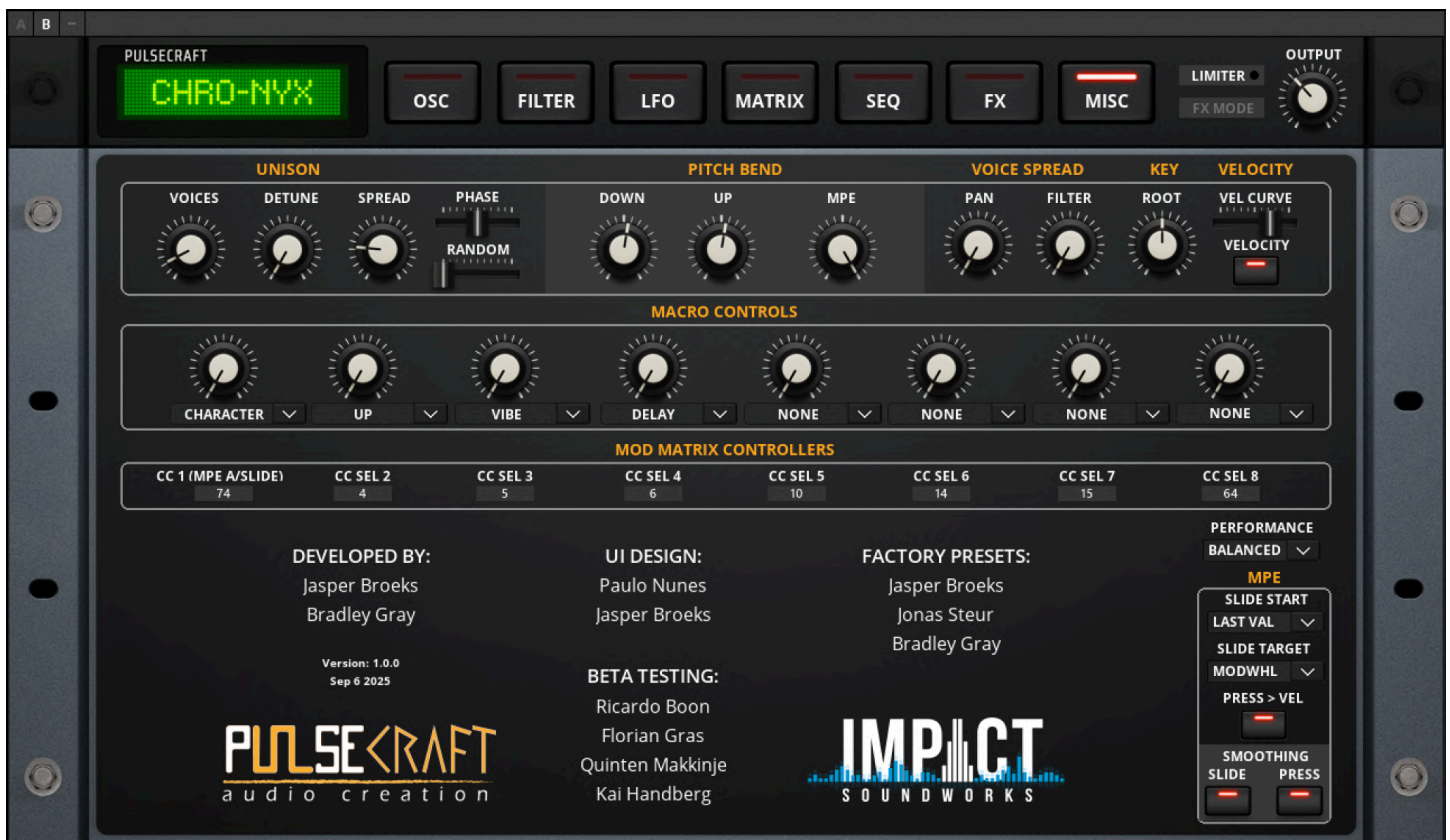 A B –
PULSECRAFT
CHRO-NYX
OSC
FILTER
LFO
MATRIX
SEQ
FX
MISC
LIMITER
FX MODE
OUTPUT
UNISON
PITCH BEND
VOICE SPREAD
KEY
VELOCITY
VOICES
DETUNE
SPREAD
PHASE
RANDOM
DOWN
UP
MPE
PAN
FILTER
ROOT
VEL CURVE
VELOCITY
MACRO CONTROLS
CHARACTER
UP
VIBE
DELAY
NONE
NONE
NONE
NONE
MOD MATRIX CONTROLLERS
CC 1 (MPE A/SLIDE)
74
CC SEL 2
4
CC SEL 3
5
CC SEL 4
6
CC SEL 5
10
CC SEL 6
14
CC SEL 7
15
CC SEL 8
64
DEVELOPED BY:
Jasper Broeks
Bradley Gray
Version: 1.0.0
Sep 6 2025
UI DESIGN:
Paulo Nunes
Jasper Broeks
BETA TESTING:
Ricardo Boon
Florian Gras
Quinten Makkinje
Kai Handberg
FACTORY PRESETS:
Jasper Broeks
Jonas Steur
Bradley Gray
PULSECRAFT
audio creation
IMPACT
SOUNDWORKS
PERFORMANCE
BALANCED
MPE
SLIDE START
LAST VAL
SLIDE TARGET
MODWHL
PRESS > VEL
SMOOTHING
SLIDE
PRESS